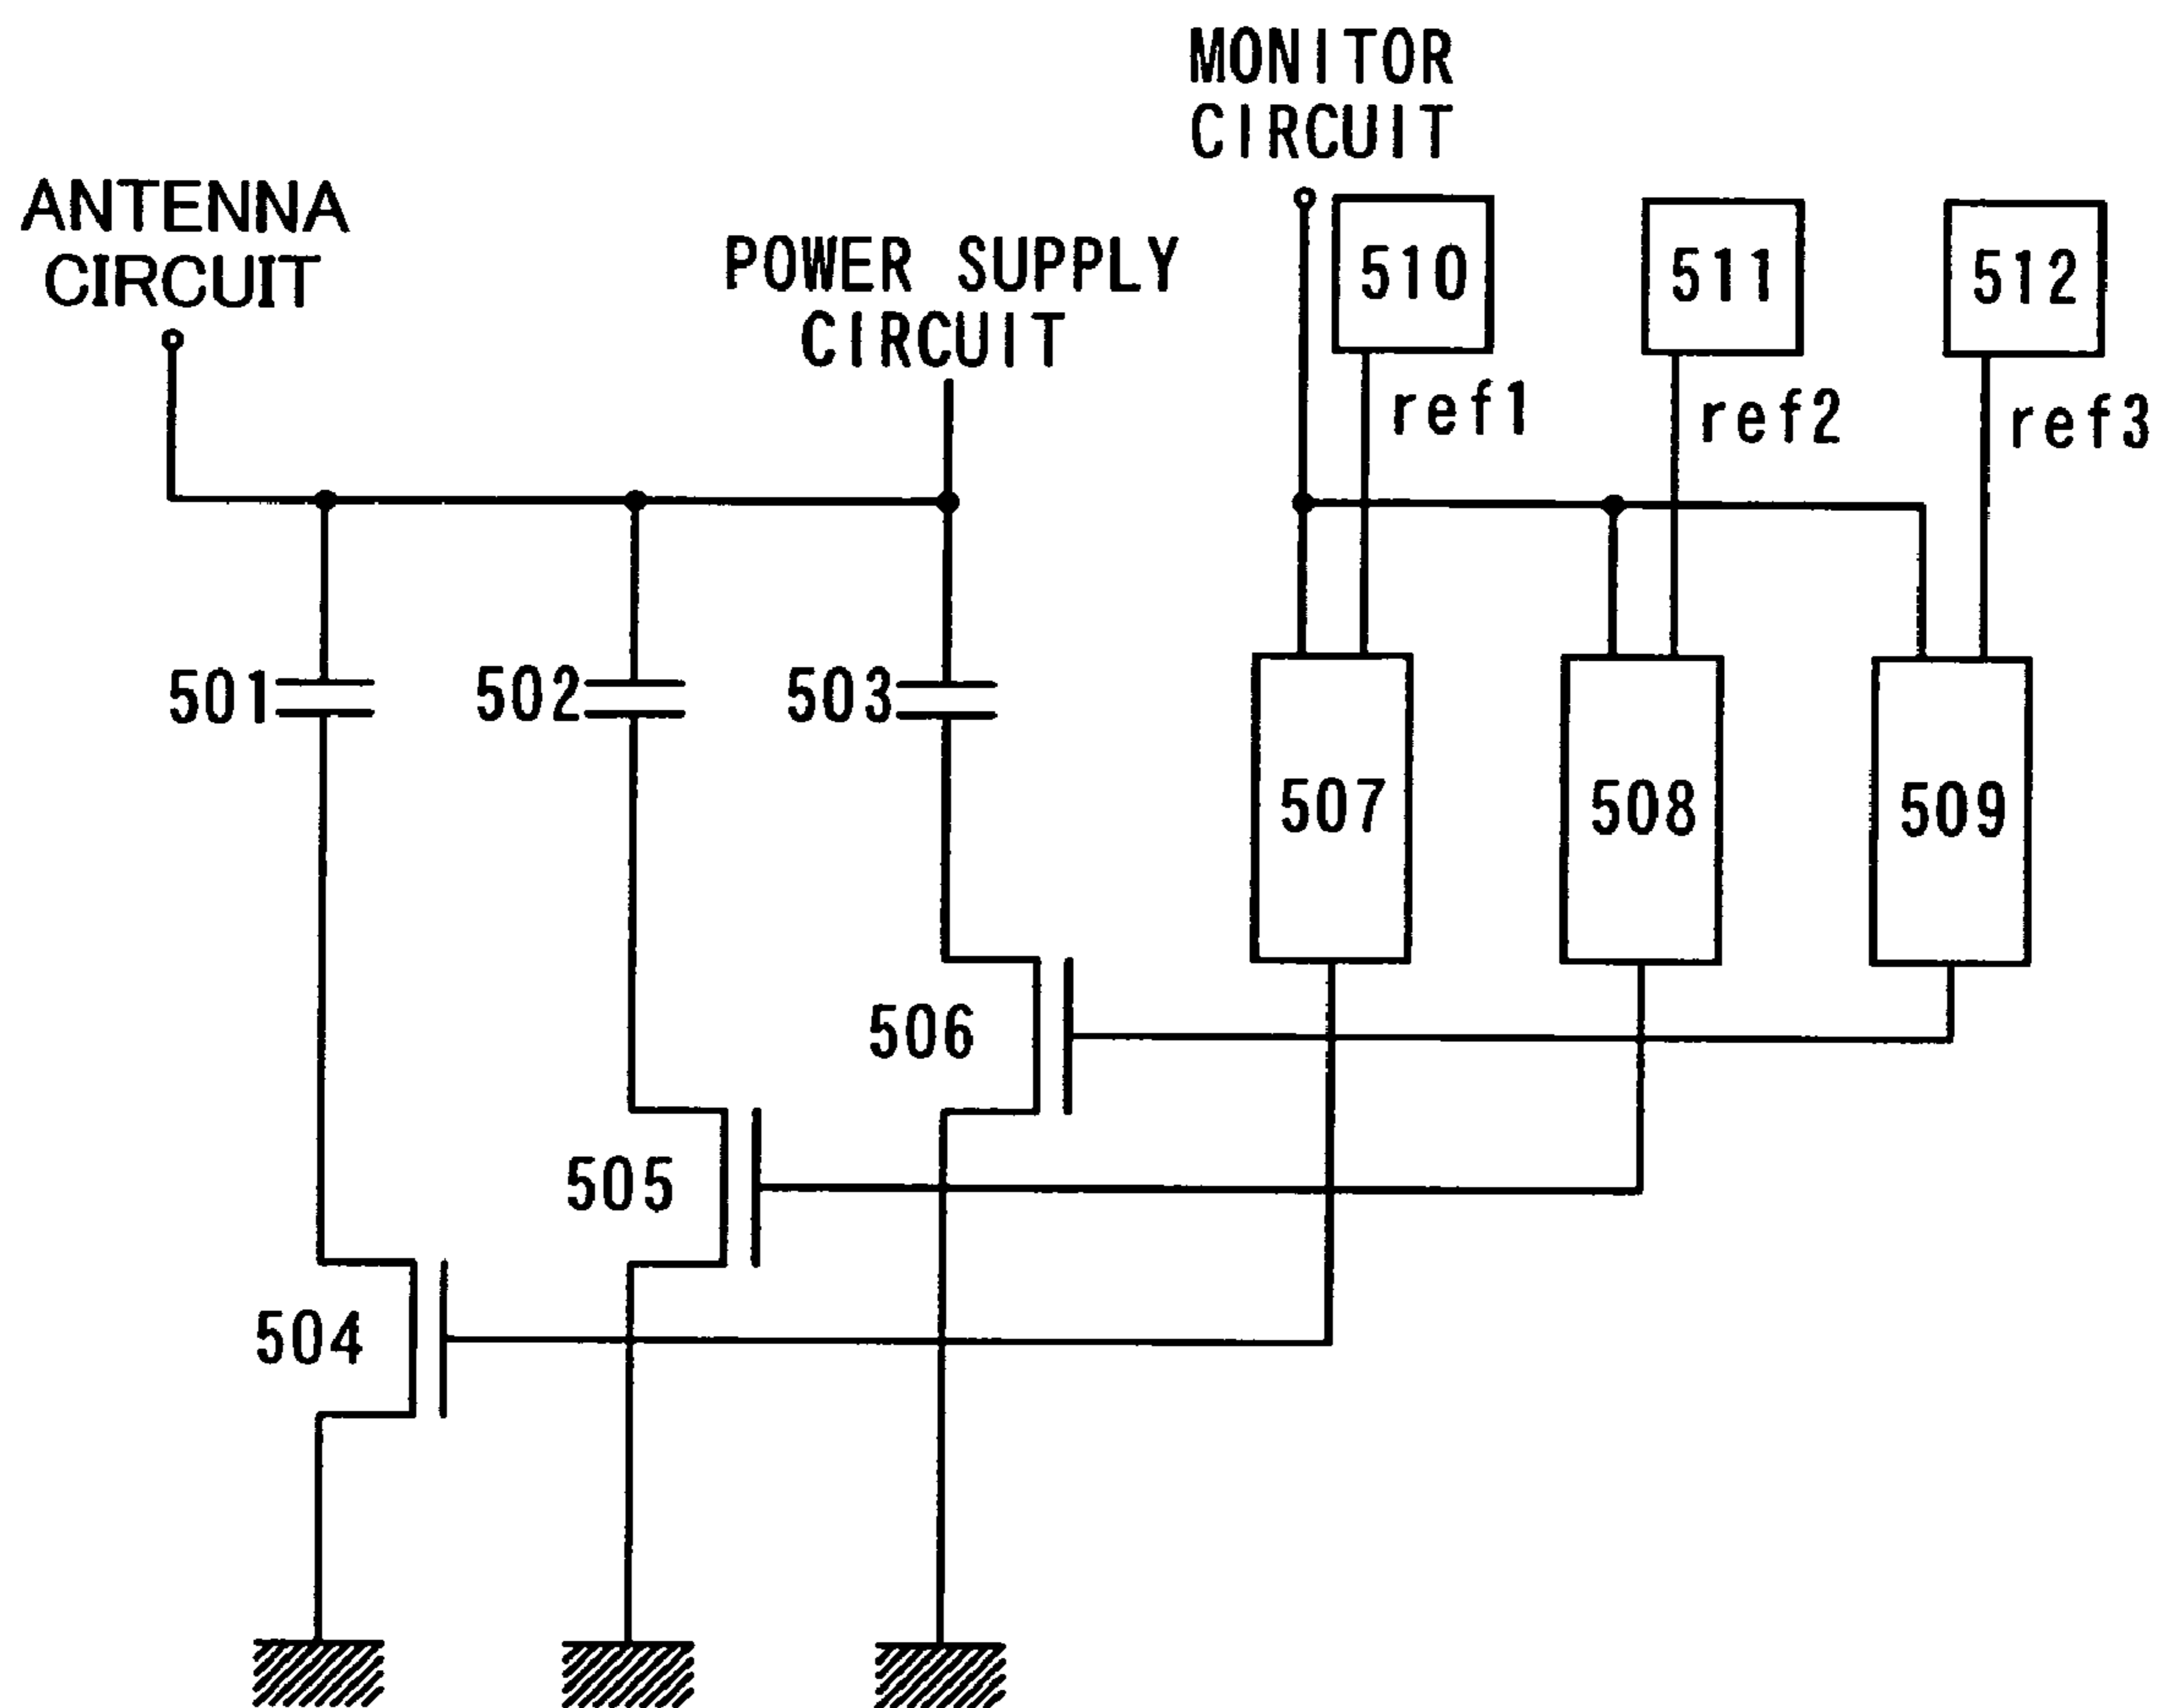 MONITOR
CIRCUIT
ANTENNA
CIRCUIT
POWER SUPPLY
CIRCUIT
510
511
512
ref1
ref2
ref3
501
502
503
507
508
509
506
505
504